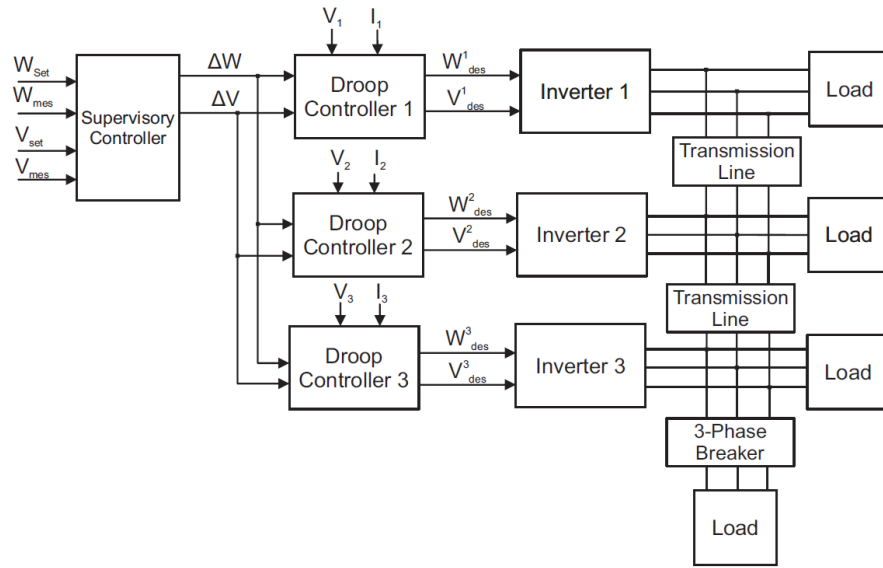 W_Set
W_mes
V_set
V_mes
Supervisory
Controller
ΔW
ΔV
V_1
I_1
Droop
Controller 1
W^1_des
V^1_des
Inverter 1
Load
Transmission
Line
V_2
I_2
Droop
Controller 2
W^2_des
V^2_des
Inverter 2
Load
Transmission
Line
V_3
I_3
Droop
Controller 3
W^3_des
V^3_des
Inverter 3
Load
3-Phase
Breaker
Load